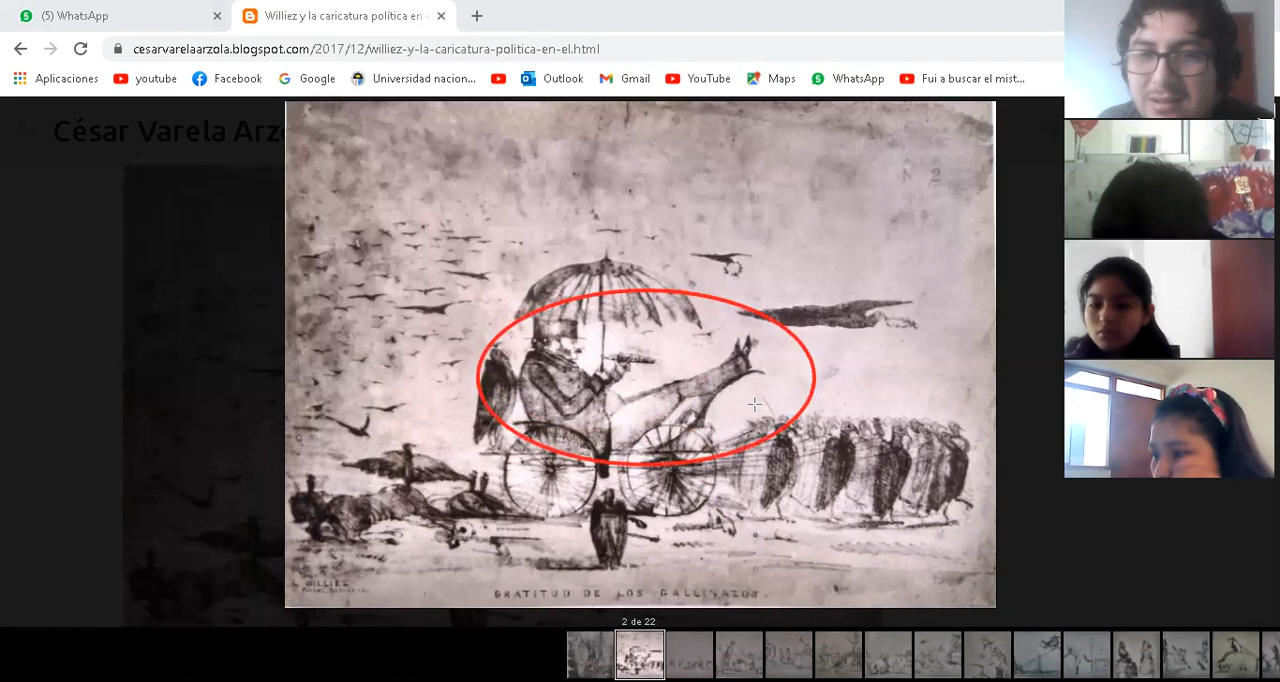 (5) WhatsApp
Williez y la caricatura política en
cesarvarelaarzola.blogspot.com/2017/12/williez-y-la-caricatura-politica-en-el.html
Aplicaciones youtube Facebook Google Universidad nacion... Outlook Gmail YouTube Maps WhatsApp Fui a buscar el mist...
César Varela Arz
N 2
L. WILLIEZ
GRATITUD DE LOS GALLINAZOS.
2 de 22